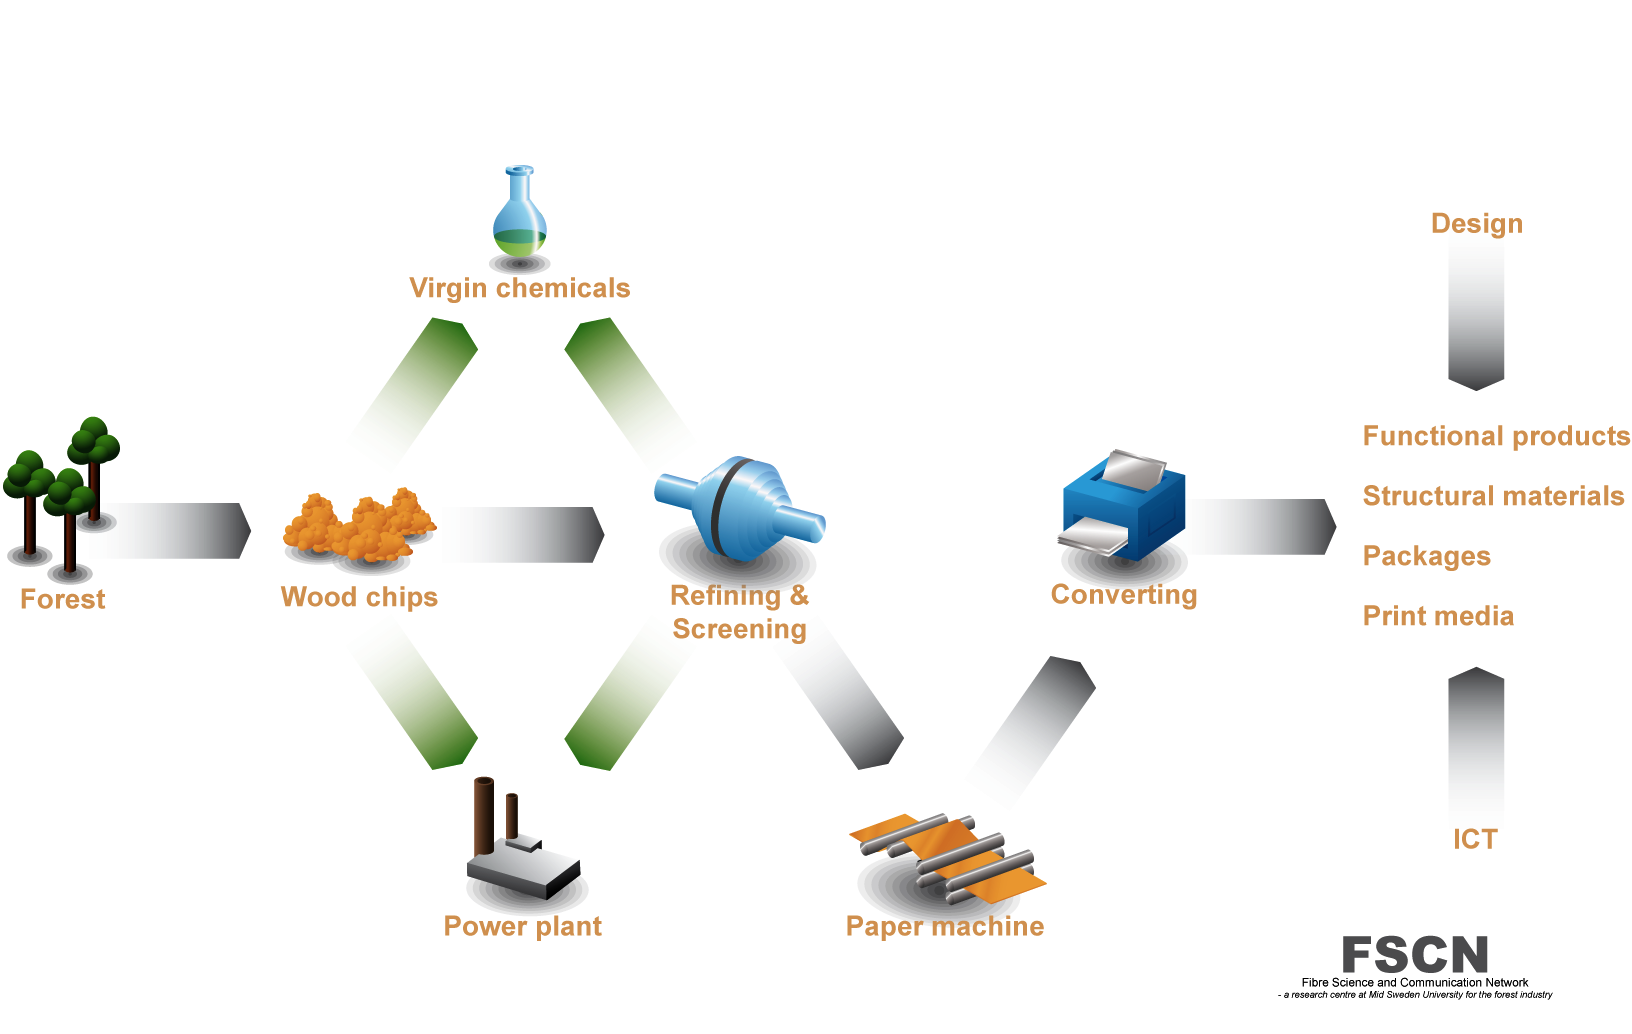 Virgin chemicals
Design
Functional products
Structural materials
Packages
Print media
Forest
Wood chips
Refining &
Screening
Converting
ICT
Power plant
Paper machine
FSCN
Fibre Science and Communication Network
- a research centre at Mid Sweden University for the forest industry